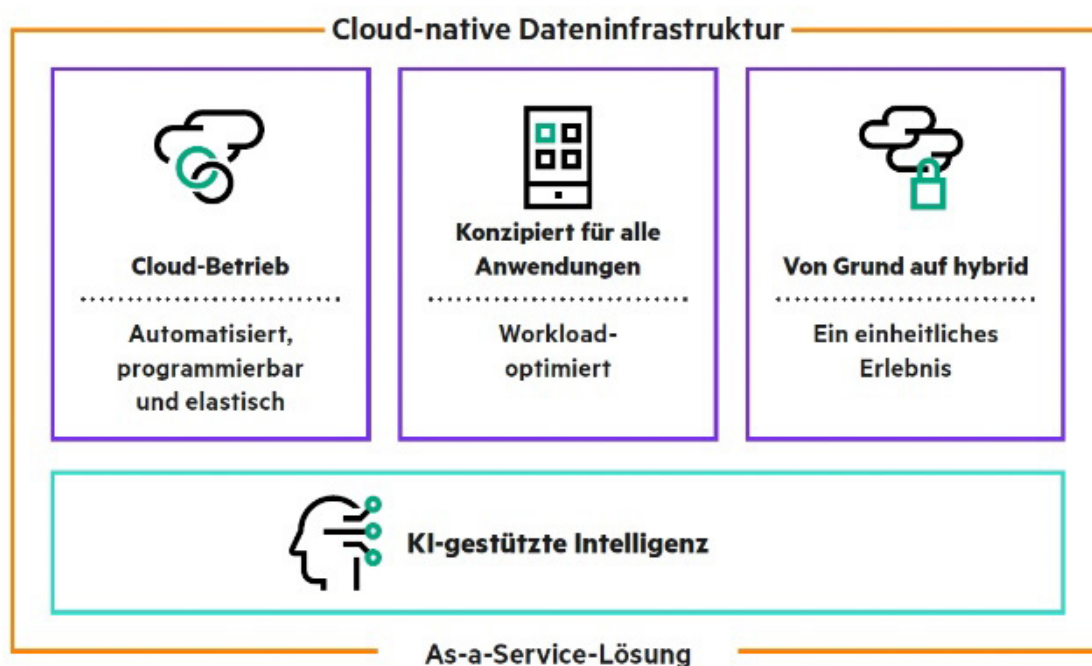 Cloud-native Dateninfrastruktur
Cloud-Betrieb
Automatisiert,
programmierbar
und elastisch
Konzipiert für alle
Anwendungen
Workload-
optimiert
Von Grund auf hybrid
Ein einheitliches
Erlebnis
KI-gestützte Intelligenz
As-a-Service-Lösung